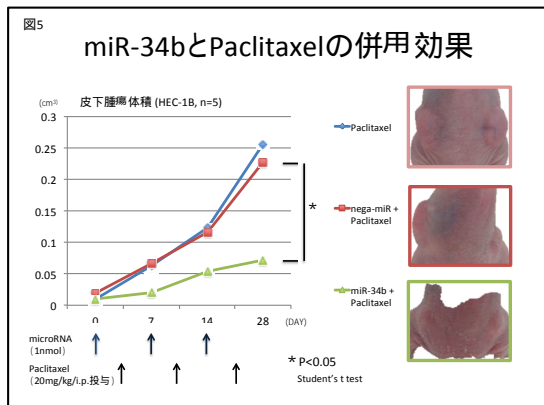 図5
miR-34bとPaclitaxelの併用効果
(cm³)
皮下腫瘍体積 (HEC-1B, n=5)
0.3
0.25
0.2
0.15
0.1
0.05
0
0 7 14 28 (DAY)
*
Paclitaxel
nega-miR +
Paclitaxel
miR-34b +
Paclitaxel
microRNA
(1nmol)
Paclitaxel
(20mg/kg/i.p.投与)
* P<0.05
Student's t test